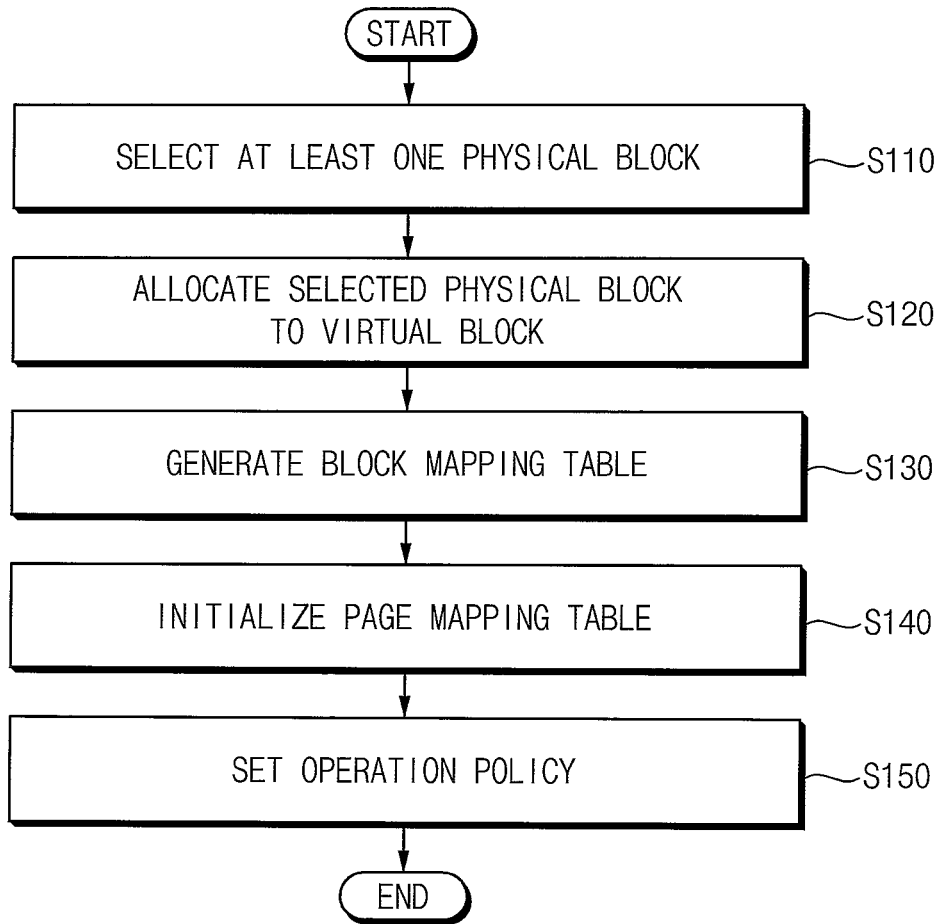 START
SELECT AT LEAST ONE PHYSICAL BLOCK
S110
ALLOCATE SELECTED PHYSICAL BLOCK
TO VIRTUAL BLOCK
S120
GENERATE BLOCK MAPPING TABLE
S130
INITIALIZE PAGE MAPPING TABLE
S140
SET OPERATION POLICY
S150
END